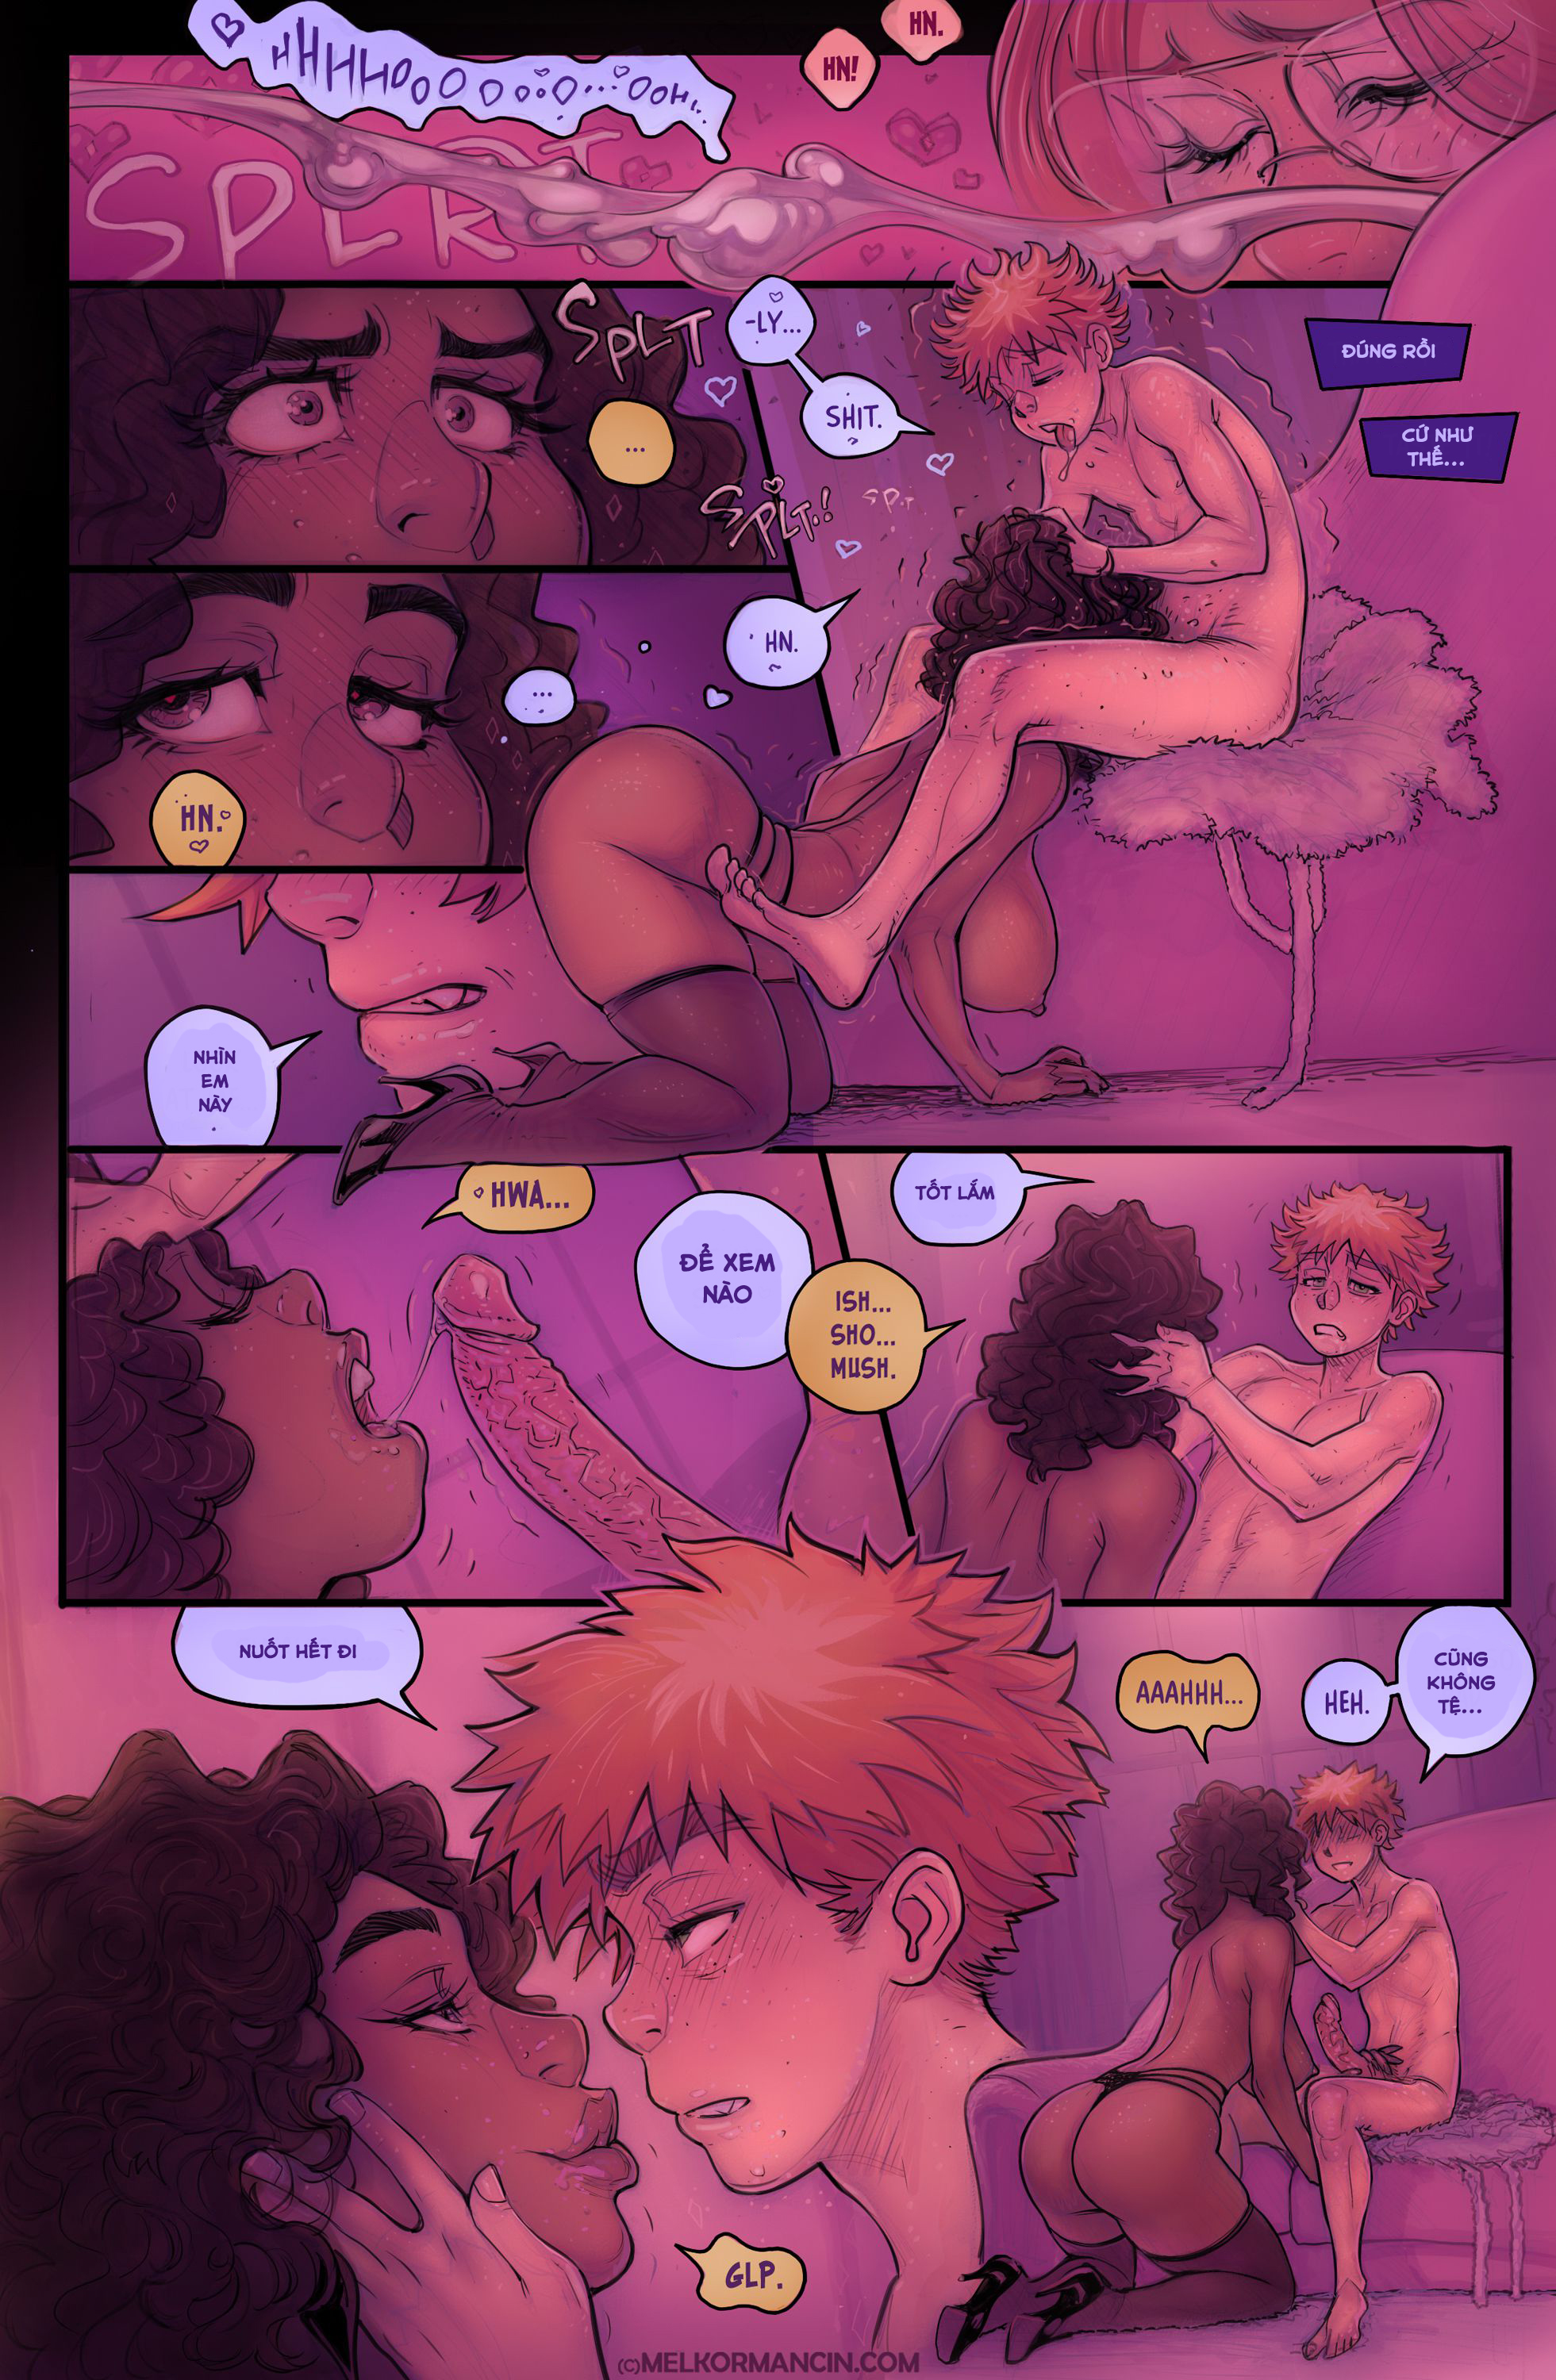 HHHHHOOOOOOOO...OOH!..
HN!
HN.
SPLRT
SPLT
...
-LY...
SHIT.
SPLT.!
SPLT
ĐÚNG RỒI
CỨ NHƯ
THẾ...
HN.
...
HN.
NHÌN
EM
NÀY
HWA...
ĐỂ XEM
NÀO
ISH...
SHO...
MUSH.
TỐT LẮM
NUỐT HẾT ĐI
AAAHHH...
HEH.
CŨNG
KHÔNG
TỆ...
GLP.
(C)MELKORMANCIN.COM